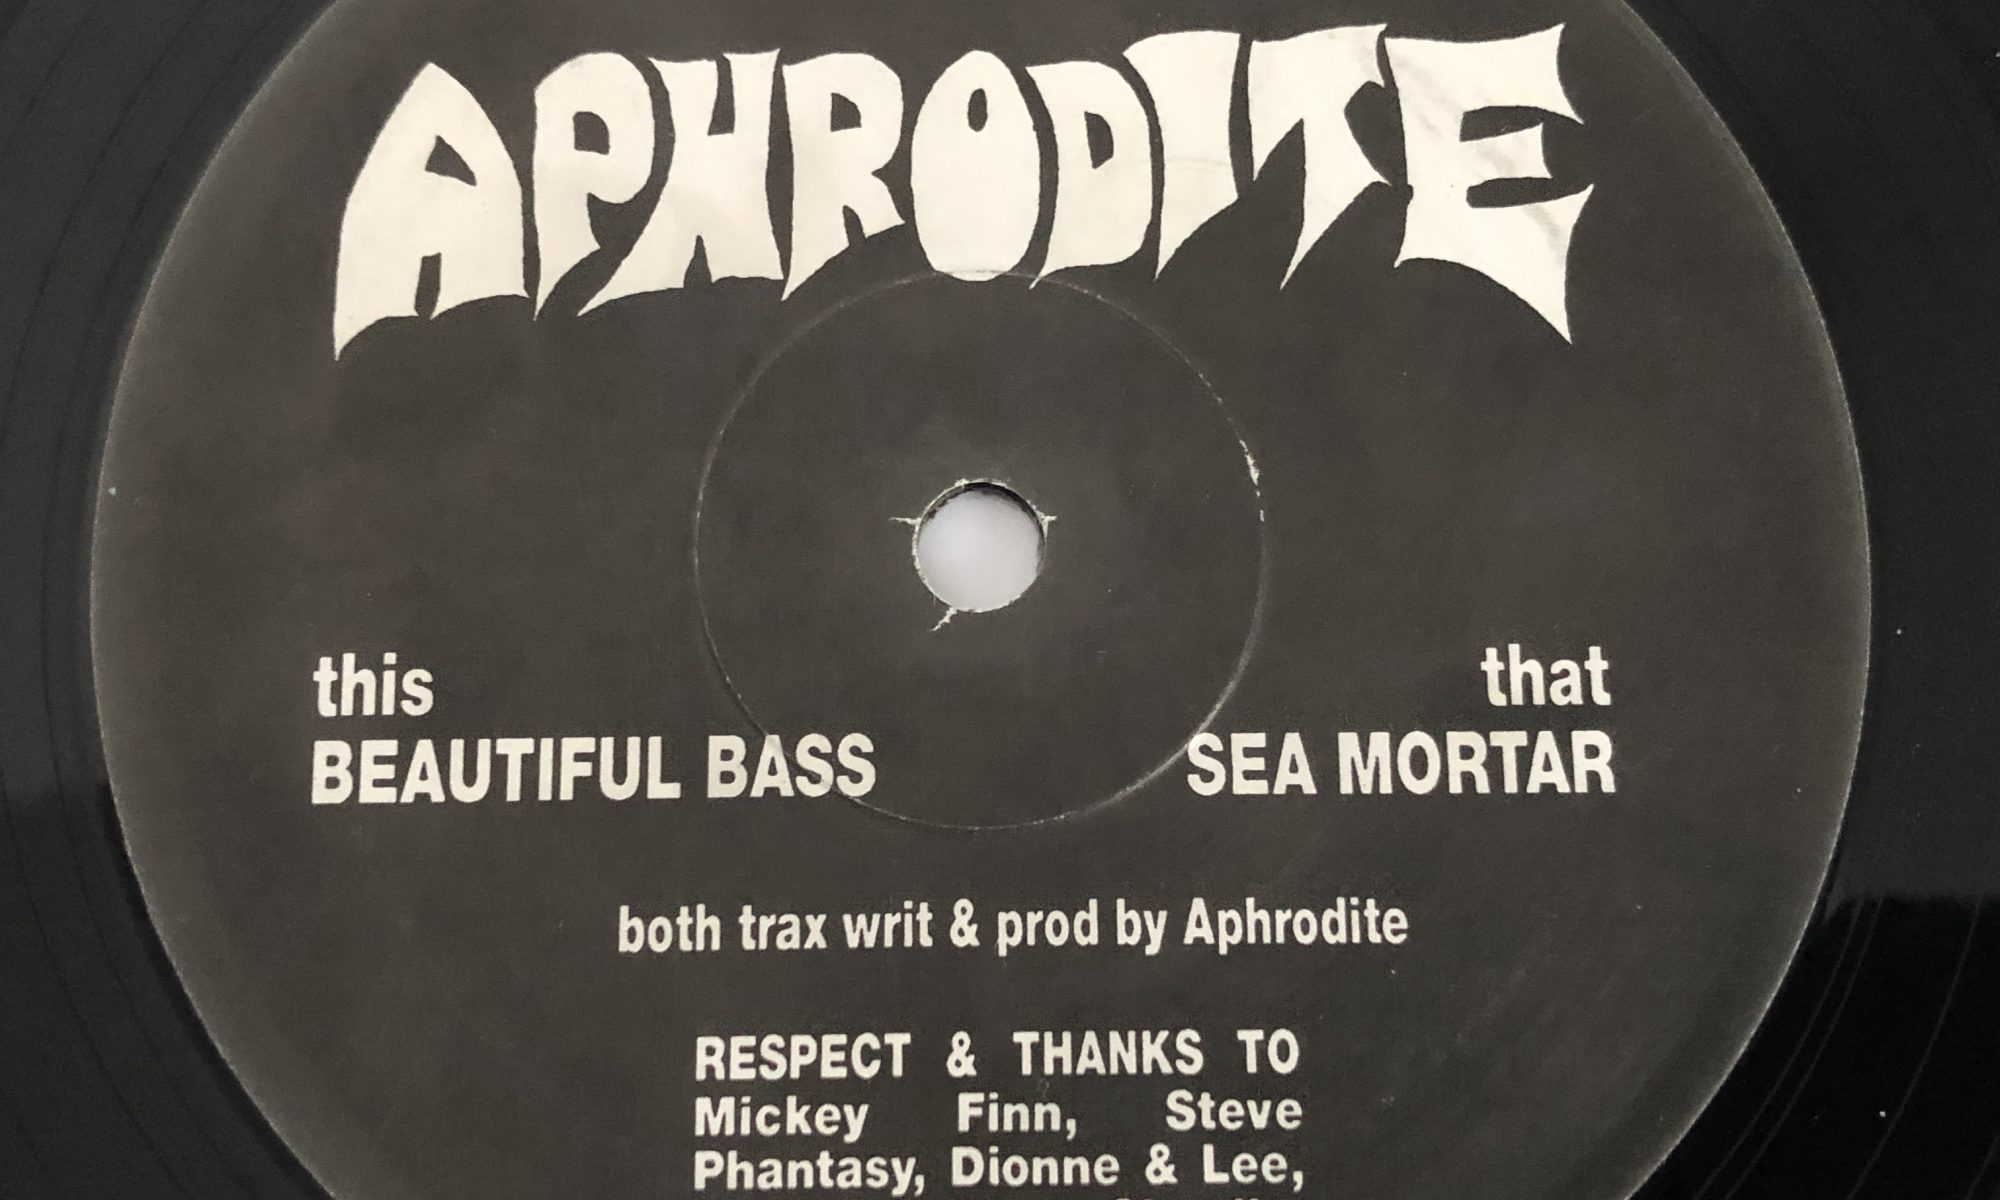 APHRODITE
this that
BEAUTIFUL BASS SEA MORTAR
both trax writ & prod by Aphrodite
RESPECT & THANKS TO
Mickey Finn, Steve
Phantasy, Dionne & Lee,